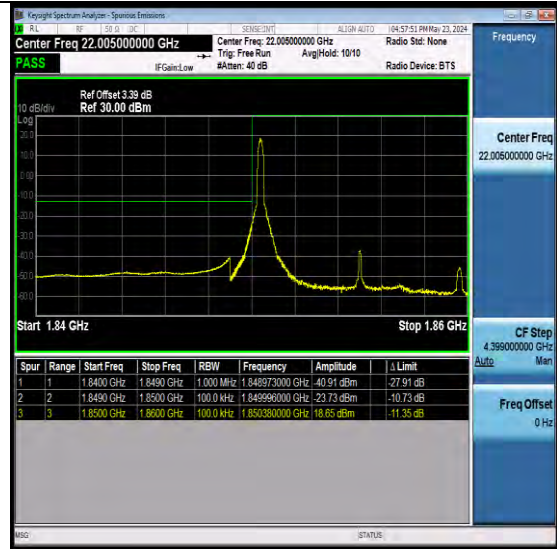 Keysight Spectrum Analyzer - Spurious Emissions
RL RF 50 Ω DC SENSE:INT ALIGN AUTO 04:57:51 PM May 23, 2024
Center Freq 22.005000000 GHz
Center Freq: 22.005000000 GHz
Radio Std: None
Trig: Free Run Avg|Hold: 10/10
PASS
IFGain:Low
#Atten: 40 dB
Radio Device: BTS
Ref Offset 3.39 dB
10 dB/div Ref 30.00 dBm
Log
20.0
10.0
0.00
-10.0
-20.0
-30.0
-40.0
-50.0
-60.0
Start 1.84 GHz Stop 1.86 GHz
Spur Range Start Freq Stop Freq RBW Frequency Amplitude Δ Limit
1 1 1.8400 GHz 1.8490 GHz 1.000 MHz 1.848973000 GHz -40.91 dBm -27.91 dB
2 2 1.8490 GHz 1.8500 GHz 100.0 kHz 1.849996000 GHz -23.73 dBm -10.73 dB
3 3 1.8500 GHz 1.8600 GHz 100.0 kHz 1.850380000 GHz 18.65 dBm -11.35 dB
MSG STATUS
Frequency
Center Freq
22.005000000 GHz
CF Step
4.399000000 GHz
Auto Man
Freq Offset
0 Hz